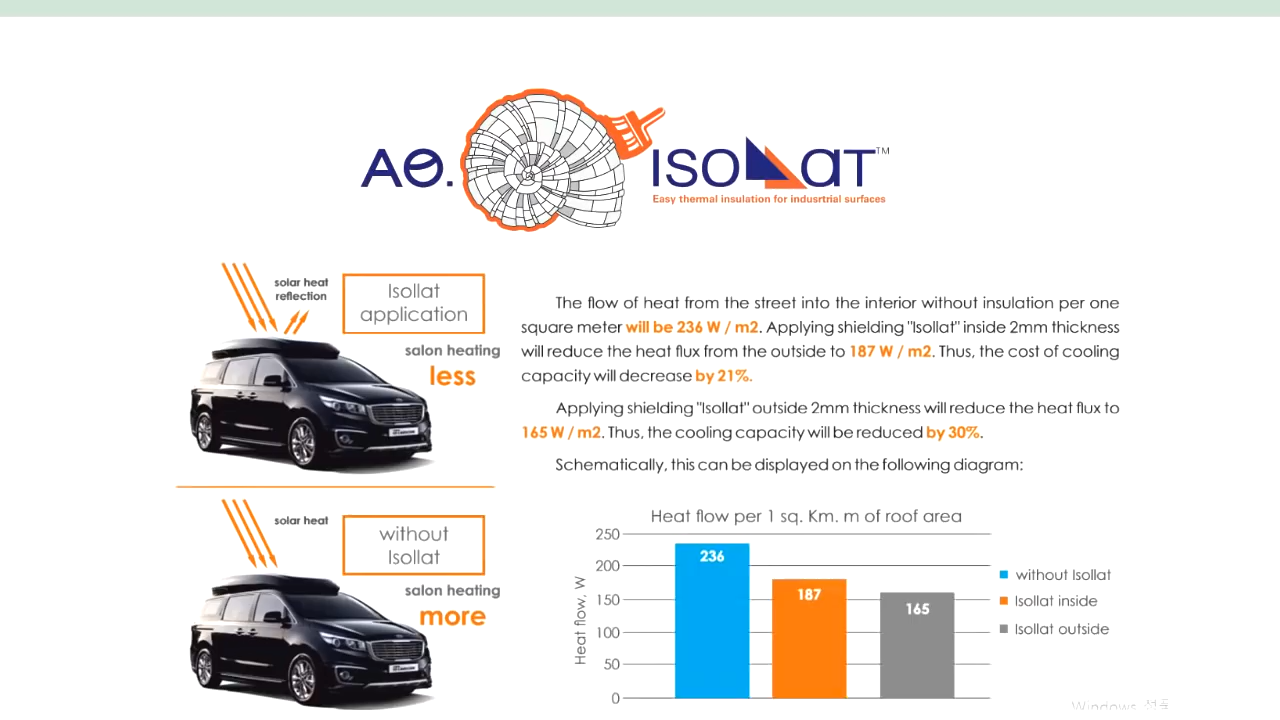 AO.
ISOLLAT™
Easy thermal insulation for indusrtrial surfaces
solar heat
reflection
Isollat
application
salon heating
less
The flow of heat from the street into the interior without insulation per one
square meter will be 236 W / m2. Applying shielding "Isollat" inside 2mm thickness
will reduce the heat flux from the outside to 187 W / m2. Thus, the cost of cooling
capacity will decrease by 21%.
Applying shielding "Isollat" outside 2mm thickness will reduce the heat flux to
165 W / m2. Thus, the cooling capacity will be reduced by 30%.
Schematically, this can be displayed on the following diagram:
solar heat
without
Isollat
salon heating
more
Heat flow per 1 sq. Km. m of roof area
Heat flow, W
250
200
150
100
50
0
236
187
165
without Isollat
Isollat inside
Isollat outside
Windows